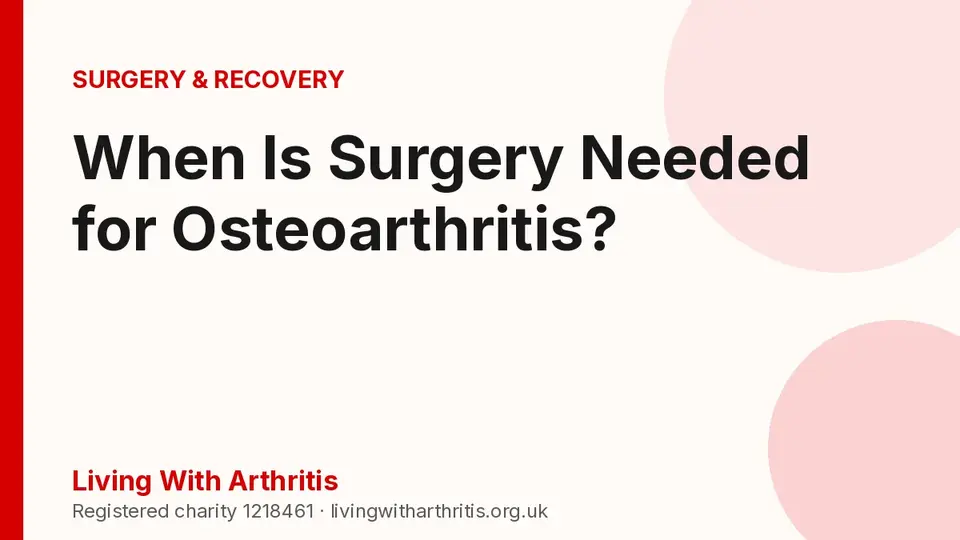 SURGERY & RECOVERY
When Is Surgery Needed
for Osteoarthritis?
Living With Arthritis
Registered charity 1218461 · livingwitharthritis.org.uk